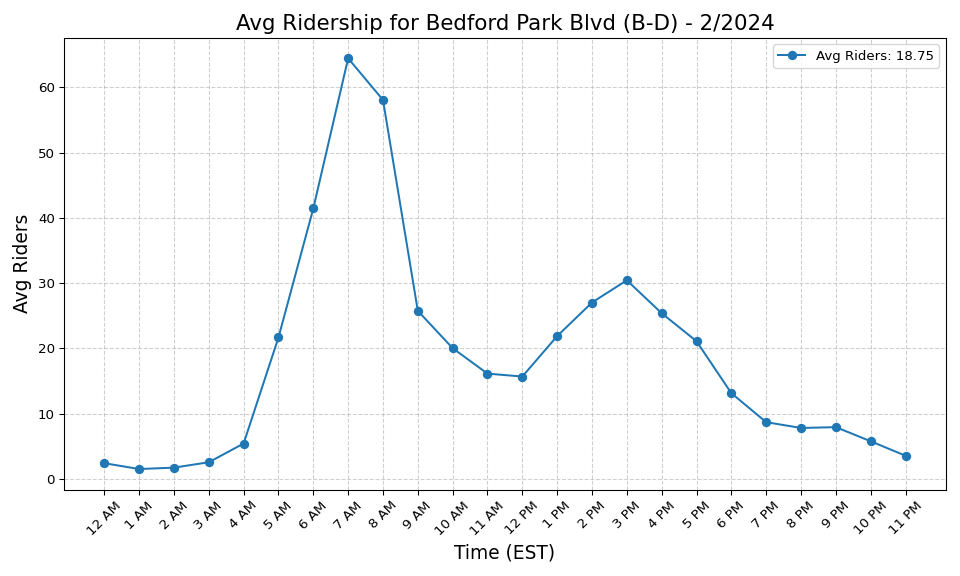 Avg Ridership for Bedford Park Blvd (B-D) - 2/2024
Avg Riders: 18.75
Avg Riders
60
50
40
30
20
10
0
12 AM
1 AM
2 AM
3 AM
4 AM
5 AM
6 AM
7 AM
8 AM
9 AM
10 AM
11 AM
12 PM
1 PM
2 PM
3 PM
4 PM
5 PM
6 PM
7 PM
8 PM
9 PM
10 PM
11 PM
Time (EST)